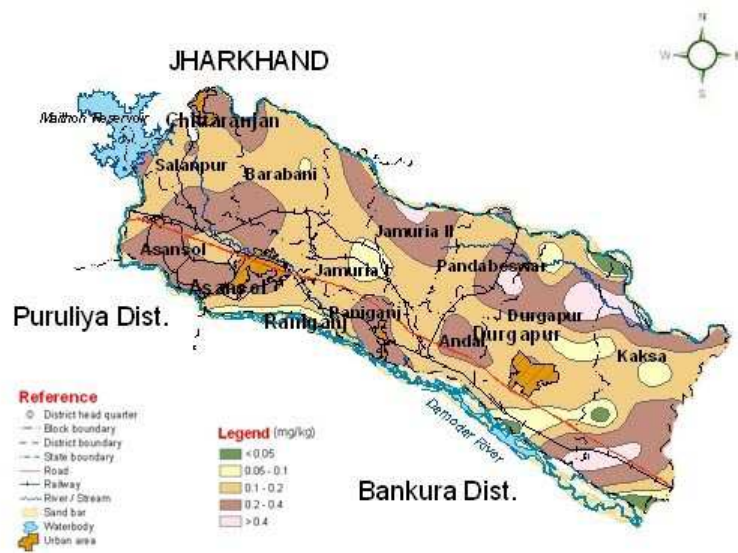 N
W
E
S
JHARKHAND
Maithon Reservoir
Chittaranjan
Salanpur
Barabani
Jamuria II
Asansol
Jamuria I
Pandabeswar
Asansol
Puruliya Dist.
Raniganj
Raniganj
Durgapur
Andal
Durgapur
Kaksa
Damoder River
Bankura Dist.
Reference
District head quarter
Block boundary
District boundary
State boundary
Road
Railway
River / Stream
Sand bar
Waterbody
Urban area
Legend (mg/kg)
<0.05
0.05 - 0.1
0.1 - 0.2
0.2 - 0.4
>0.4